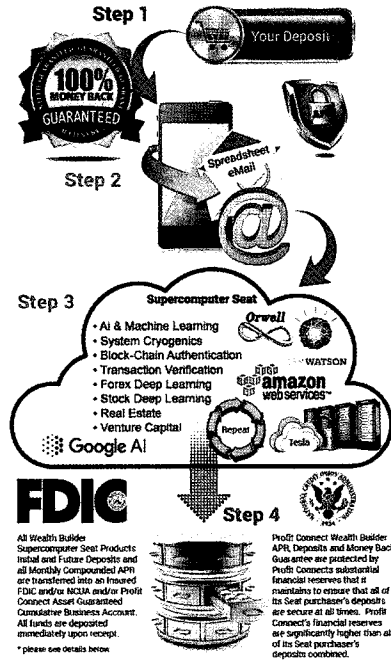 Step 1
Your Deposit
100%
MONEY BACK
GUARANTEED
Step 2
Spreadsheet
eMail
@
Step 3
Supercomputer Seat
• Ai & Machine Learning
• System Cryogenics
• Block-Chain Authentication
• Transaction Verification
• Forex Deep Learning
• Stock Deep Learning
• Real Estate
• Venture Capital
Orwell
WATSON
amazon
web services™
Repeat
Tesla
Google AI
FDIC
Step 4
All Wealth Builder
Supercomputer Seat Products
Initial and Future Deposits and
all Monthly Compounded APR
are transferred into an Insured
FDIC and/or NCUA and/or Profit
Connect Asset Guaranteed
Cumulative Business Account.
All funds are deposited
immediately upon receipt.
* please see details below
Profit Connect Wealth Builder
APR, Deposits and Money Back
Guarantee are protected by
Profit Connects substantial
financial reserves that it
maintains to ensure that all of
its Seat purchaser's deposits
are secure at all times. Profit
Connect's financial reserves
are significantly higher than all
of its Seat purchaser's
deposits combined.